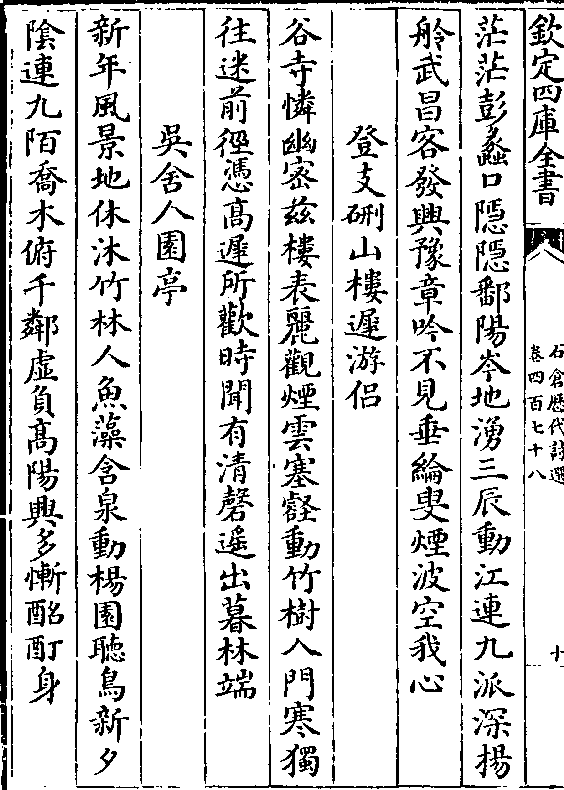 欽定四庫全書
石倉歷代詩選
卷四百七十八
十
茫茫彭蠡口隱隱鄱陽岑地湧三辰動江連九派深揚
舲武昌客發興豫章吟不見垂綸叟煙波空我心
登支硎山樓遲游侶
谷寺憐幽密茲樓表麗觀煙雲塞壑動竹樹入門寒獨
往迷前徑憑高遲所歡時聞有清磬遙出暮林端
吳舍人園亭
新年風景地休沐竹林人魚藻含泉動楊園聽鳥新夕
陰連九陌喬木俯千鄰虛負高陽興多慚酩酊身